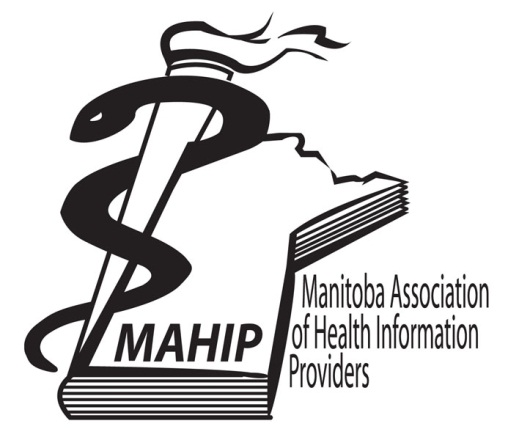 MAHIP
Manitoba Association
of Health Information
Providers